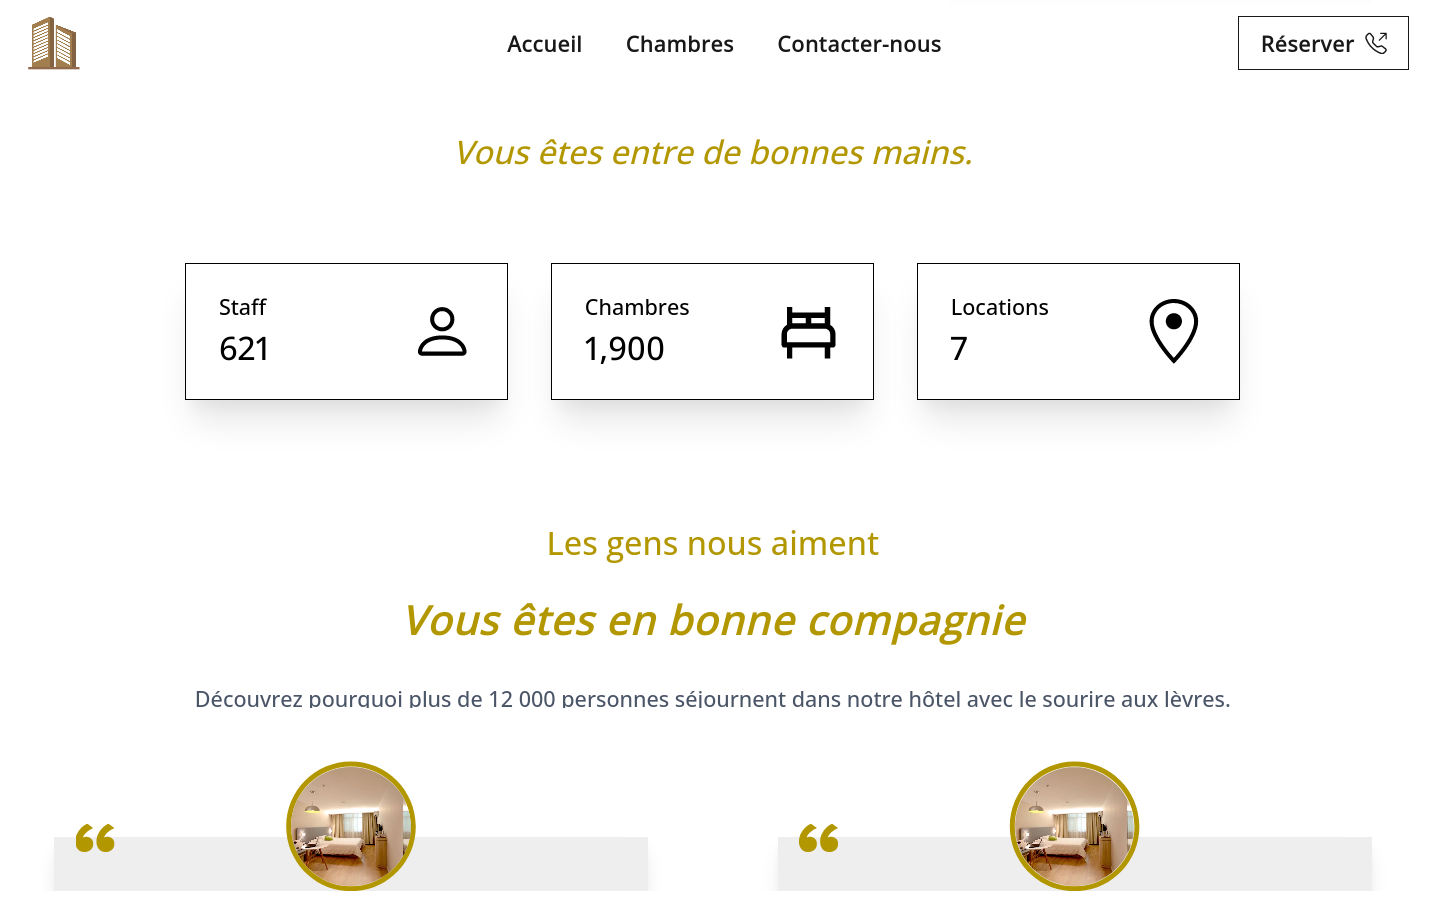 Accueil Chambres Contacter-nous Réserver
Vous êtes entre de bonnes mains.
Staff
621
Chambres
1,900
Locations
7
Les gens nous aiment
Vous êtes en bonne compagnie
Découvrez pourquoi plus de 12 000 personnes séjournent dans notre hôtel avec le sourire aux lèvres.